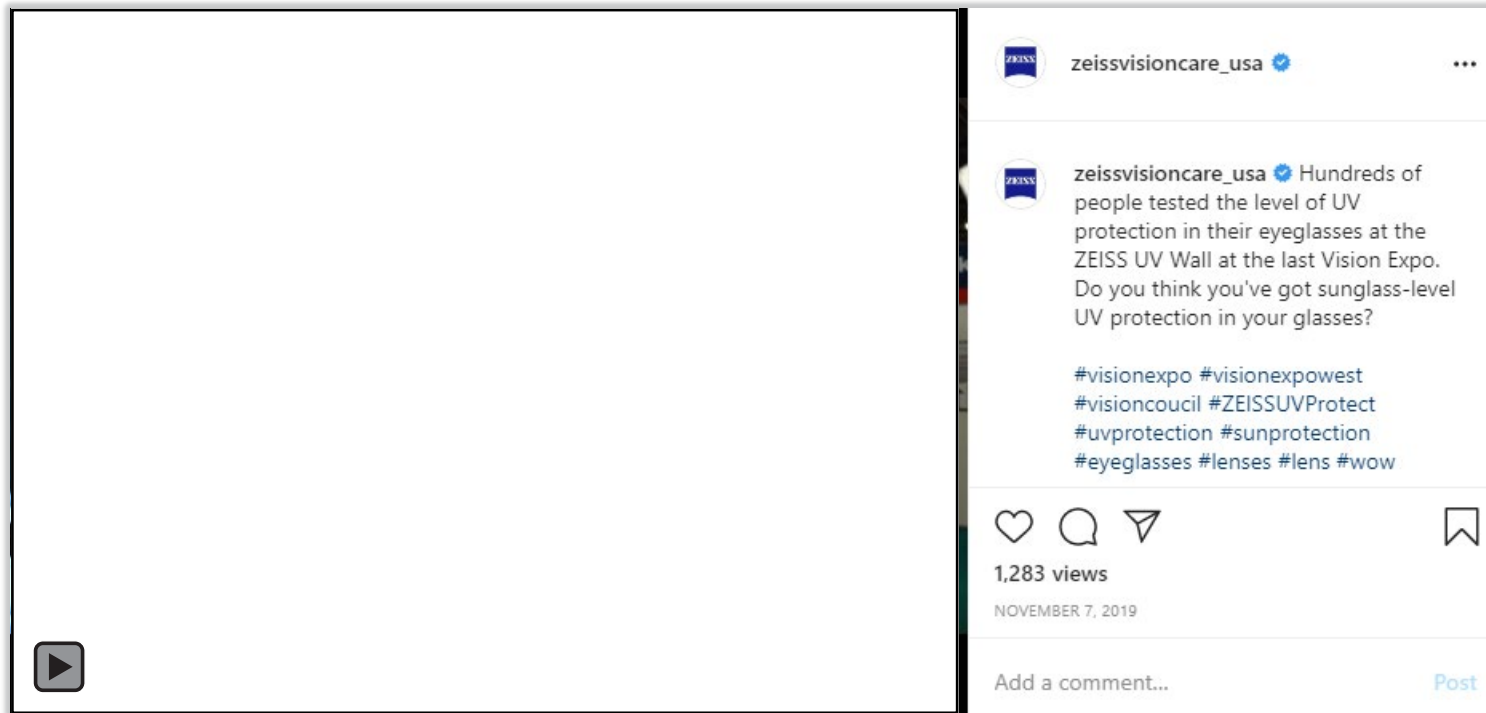 ZEISS
zeissvisioncare_usa
...
ZEISS
zeissvisioncare_usa Hundreds of
people tested the level of UV
protection in their eyeglasses at the
ZEISS UV Wall at the last Vision Expo.
Do you think you've got sunglass-level
UV protection in your glasses?
#visionexpo #visionexpowest
#visioncoucil #ZEISSUVProtect
#uvprotection #sunprotection
#eyeglasses #lenses #lens #wow
1,283 views
NOVEMBER 7, 2019
Add a comment... Post